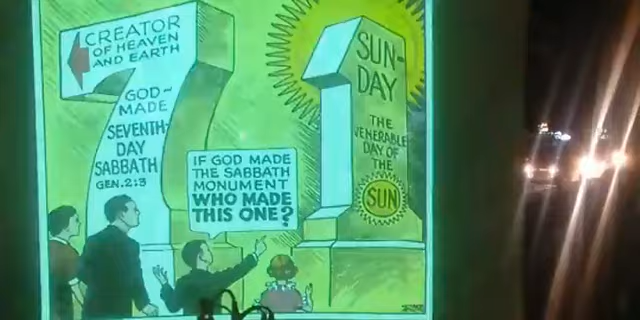 CREATOR
OF HEAVEN
AND EARTH
GOD~
MADE
SEVENTH-
DAY
SABBATH
GEN. 2:3
IF GOD MADE
THE SABBATH
MONUMENT
WHO MADE
THIS ONE?
SUN-
DAY
THE
VENERABLE
DAY OF
THE
SUN